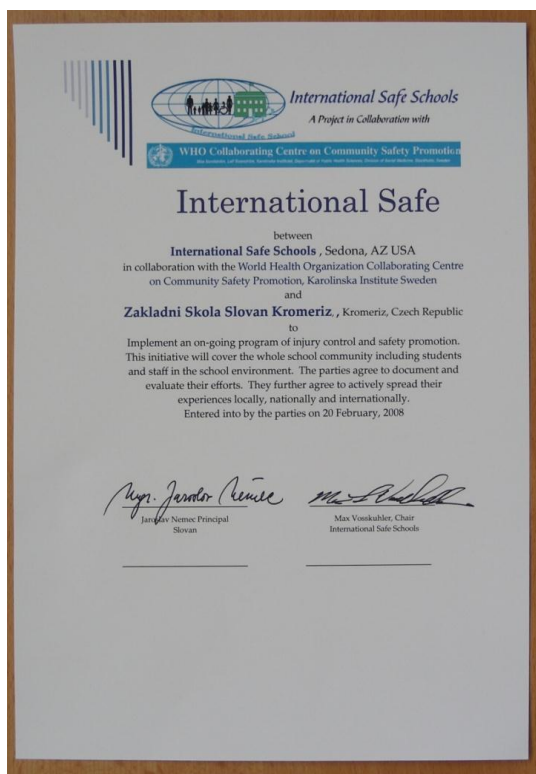 International Safe Schools
A Project in Collaboration with
International Safe School
WHO Collaborating Centre on Community Safety Promotion
International Safe
between
International Safe Schools , Sedona, AZ USA
in collaboration with the World Health Organization Collaborating Centre
on Community Safety Promotion, Karolinska Institute Sweden
and
Zakladni Skola Slovan Kromeriz, , Kromeriz, Czech Republic
to
Implement an on-going program of injury control and safety promotion.
This initiative will cover the whole school community including students
and staff in the school environment. The parties agree to document and
evaluate their efforts. They further agree to actively spread their
experiences locally, nationally and internationally.
Entered into by the parties on 20 February, 2008
Mgr. Jaroslav Nemec
Jaroslav Nemec Principal
Slovan
Max Vosskuhler, Chair
International Safe Schools